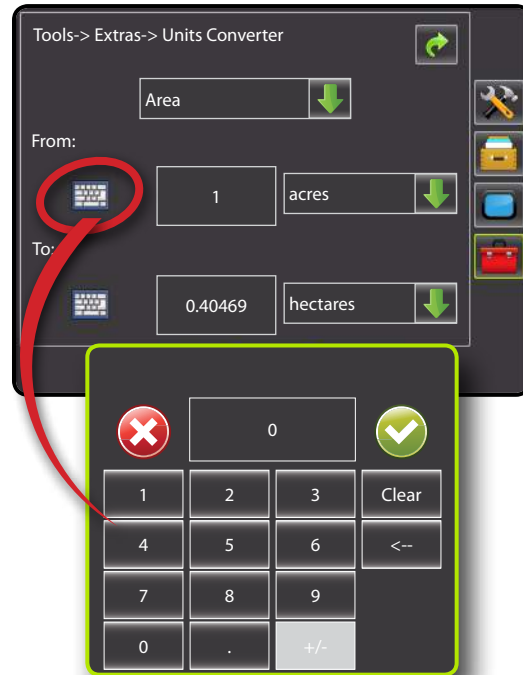 Tools-> Extras-> Units Converter
Area
From:
1 acres
To:
0.40469 hectares
0
1 2 3 Clear
4 5 6 <--
7 8 9
0 . +/-